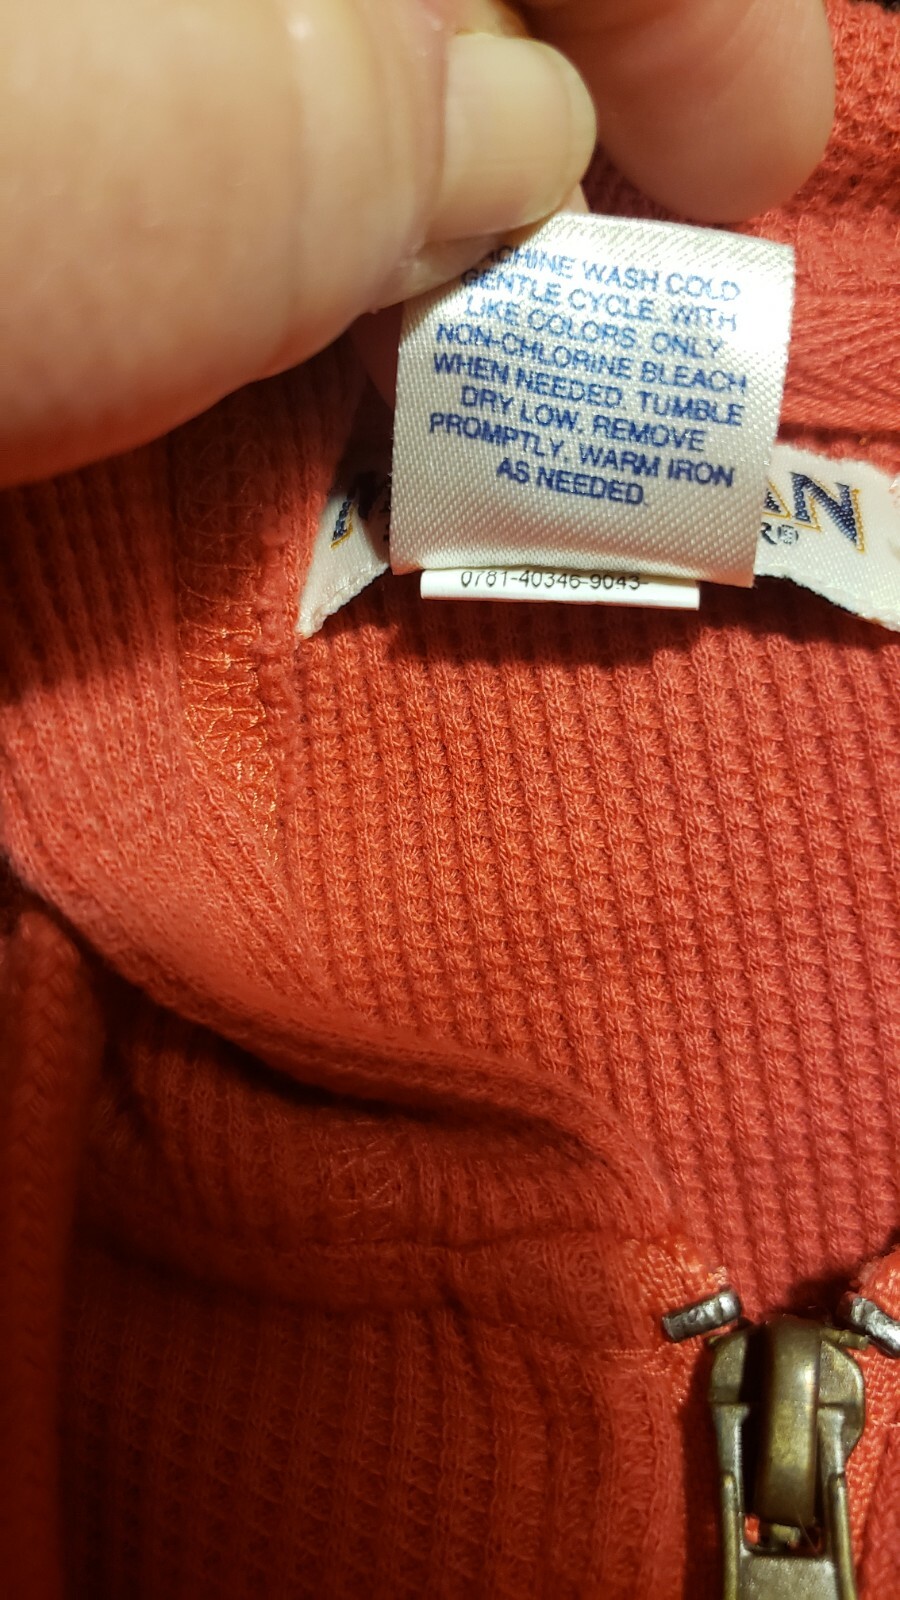 MACHINE WASH COLD
GENTLE CYCLE. WITH
LIKE COLORS. ONLY
NON-CHLORINE BLEACH
WHEN NEEDED. TUMBLE
DRY LOW. REMOVE
PROMPTLY. WARM IRON
AS NEEDED.
0781-40346-9043-